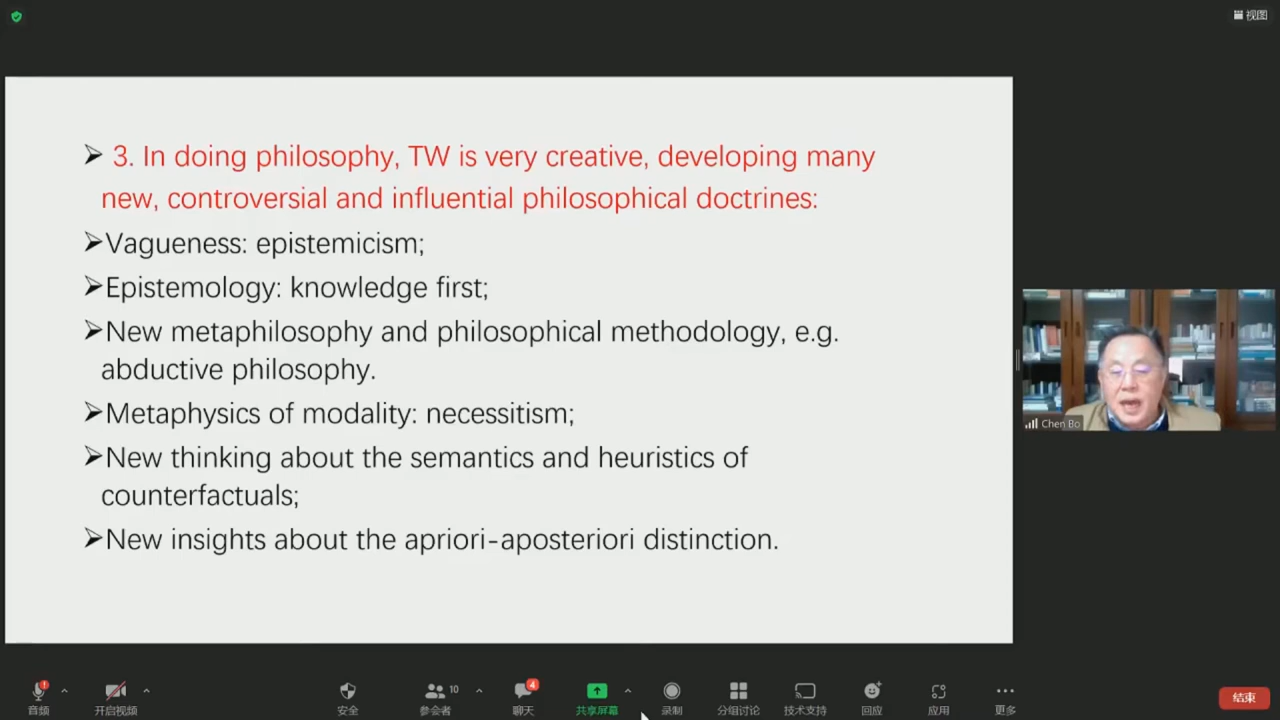 视图
➢ 3. In doing philosophy, TW is very creative, developing many
new, controversial and influential philosophical doctrines:
➢Vagueness: epistemicism;
➢Epistemology: knowledge first;
➢New metaphilosophy and philosophical methodology, e.g.
abductive philosophy.
➢Metaphysics of modality: necessitism;
➢New thinking about the semantics and heuristics of
counterfactuals;
➢New insights about the apriori-aposteriori distinction.
Chen Bo
10
4
音频
开启视频
安全
参会者
聊天
共享屏幕
录制
分组讨论
技术支持
回应
应用
更多
结束